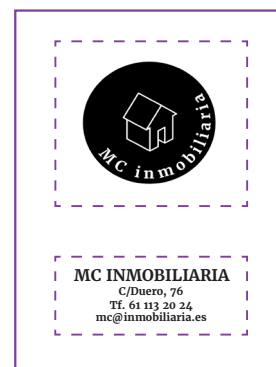 MC inmobiliaria
MC INMOBILIARIA
C/Duero, 76
Tf. 61 113 20 24
mc@inmobiliaria.es